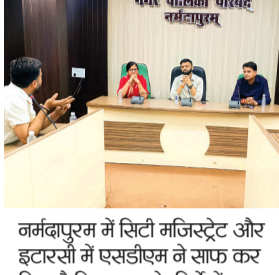 नगर पालिका परिषद
नर्मदापुरम्
नर्मदापुरम में सिटी मजिस्ट्रेट और
इटारसी में एसडीएम ने साफ कर